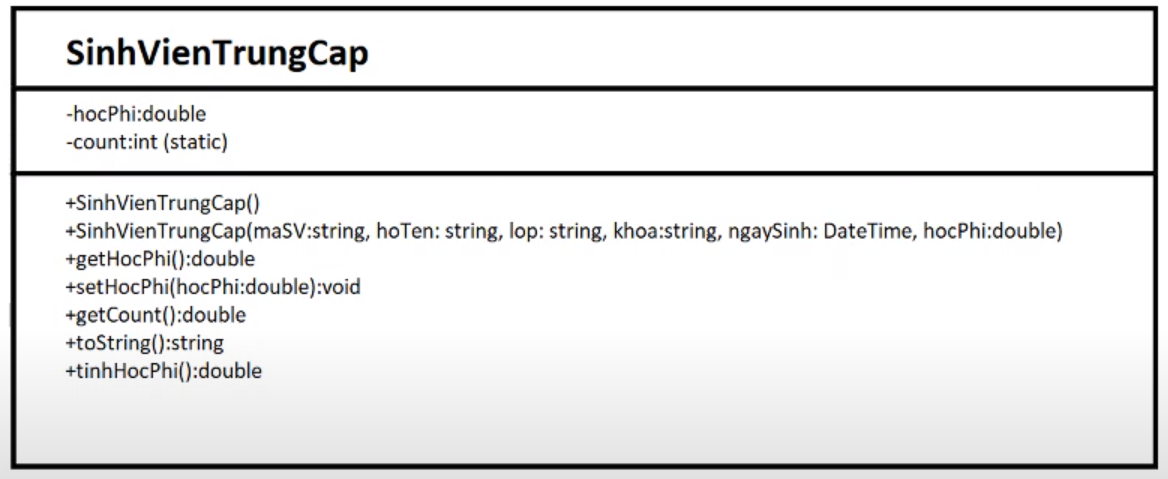 SinhVienTrungCap
-hocPhi:double
-count:int (static)
+SinhVienTrungCap()
+SinhVienTrungCap(maSV:string, hoTen: string, lop: string, khoa:string, ngaySinh: DateTime, hocPhi:double)
+getHocPhi():double
+setHocPhi(hocPhi:double):void
+getCount():double
+toString():string
+tinhHocPhi():double